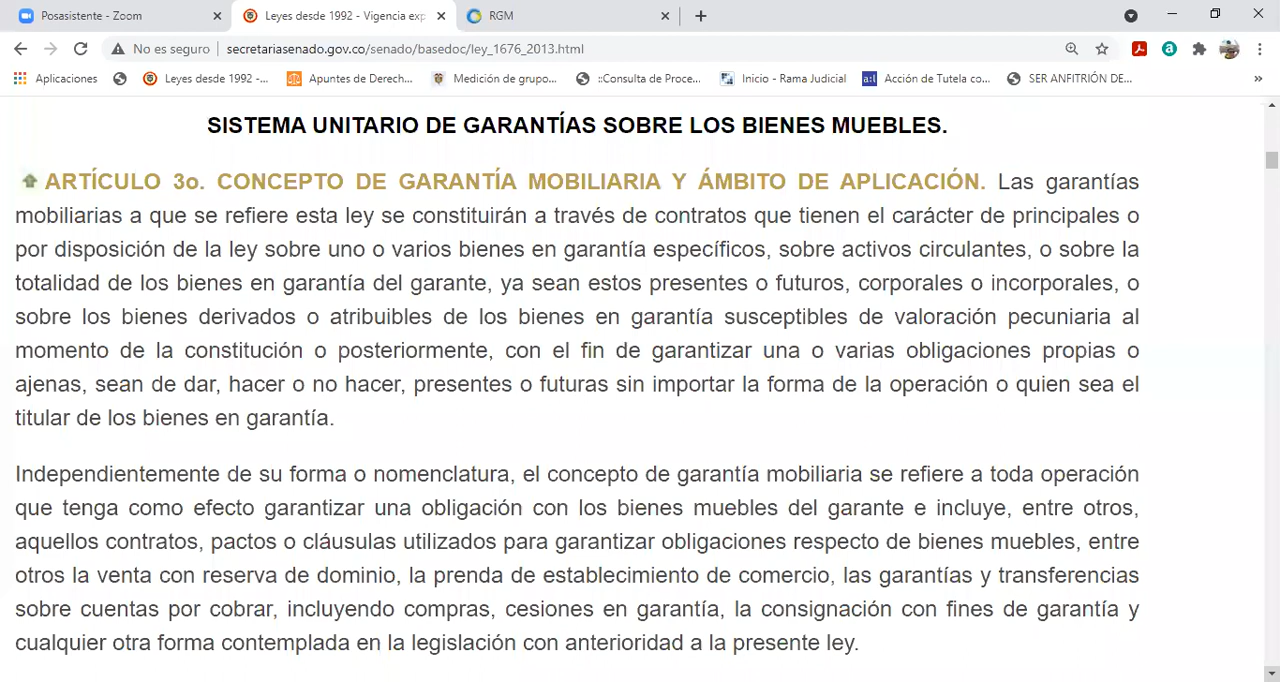 Posasistente - Zoom
Leyes desde 1992 - Vigencia exp
RGM
No es seguro
secretariasenado.gov.co/senado/basedoc/ley_1676_2013.html
Aplicaciones
Leyes desde 1992 -...
Apuntes de Derech...
Medición de grupo...
::Consulta de Proce...
Inicio - Rama Judicial
a:l
Acción de Tutela co...
SER ANFITRIÓN DE...
»
SISTEMA UNITARIO DE GARANTÍAS SOBRE LOS BIENES MUEBLES.
ARTÍCULO 3o. CONCEPTO DE GARANTÍA MOBILIARIA Y ÁMBITO DE APLICACIÓN. Las garantías
mobiliarias a que se refiere esta ley se constituirán a través de contratos que tienen el carácter de principales o
por disposición de la ley sobre uno o varios bienes en garantía específicos, sobre activos circulantes, o sobre la
totalidad de los bienes en garantía del garante, ya sean estos presentes o futuros, corporales o incorporales, o
sobre los bienes derivados o atribuibles de los bienes en garantía susceptibles de valoración pecuniaria al
momento de la constitución o posteriormente, con el fin de garantizar una o varias obligaciones propias o
ajenas, sean de dar, hacer o no hacer, presentes o futuras sin importar la forma de la operación o quien sea el
titular de los bienes en garantía.
Independientemente de su forma o nomenclatura, el concepto de garantía mobiliaria se refiere a toda operación
que tenga como efecto garantizar una obligación con los bienes muebles del garante e incluye, entre otros,
aquellos contratos, pactos o cláusulas utilizados para garantizar obligaciones respecto de bienes muebles, entre
otros la venta con reserva de dominio, la prenda de establecimiento de comercio, las garantías y transferencias
sobre cuentas por cobrar, incluyendo compras, cesiones en garantía, la consignación con fines de garantía y
cualquier otra forma contemplada en la legislación con anterioridad a la presente ley.